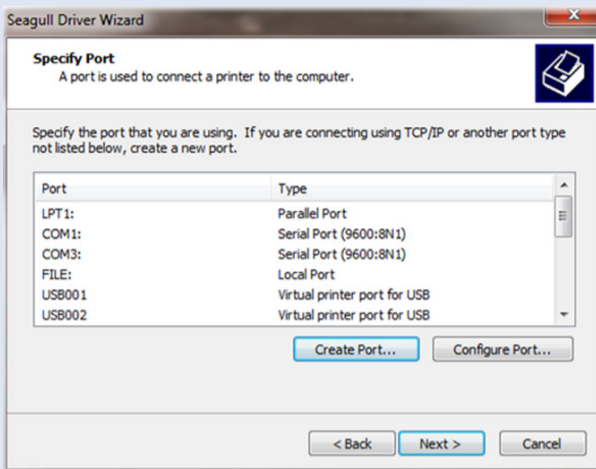 Seagull Driver Wizard
Specify Port
A port is used to connect a printer to the computer.
Specify the port that you are using. If you are connecting using TCP/IP or another port type
not listed below, create a new port.
Port Type
LPT1: Parallel Port
COM1: Serial Port (9600:8N1)
COM3: Serial Port (9600:8N1)
FILE: Local Port
USB001 Virtual printer port for USB
USB002 Virtual printer port for USB
Create Port... Configure Port...
< Back Next > Cancel